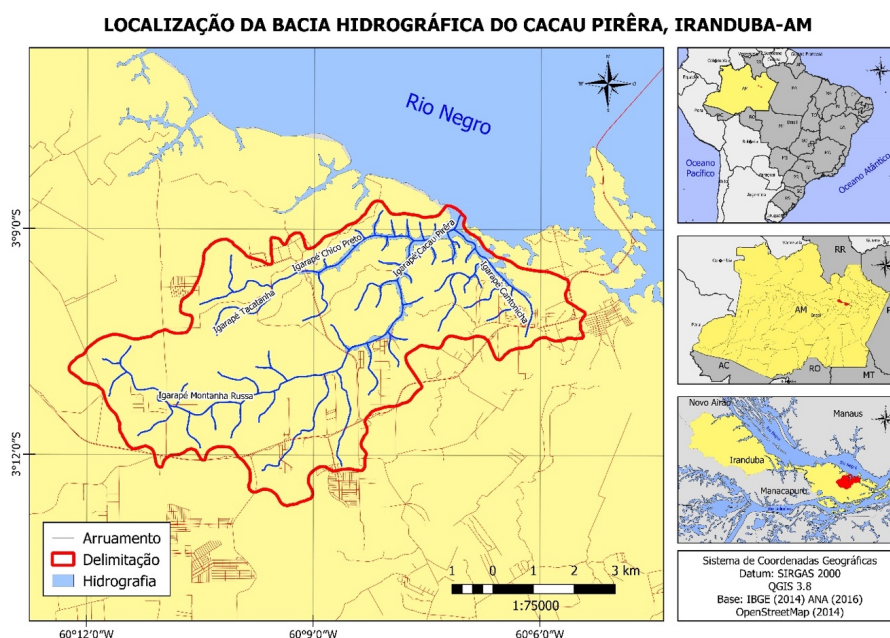 LOCALIZAÇÃO DA BACIA HIDROGRÁFICA DO CACAU PIRÊRA, IRANDUBA-AM
Rio Negro
3°9'0"S
3°12'0"S
Igarapé Chico Preto
Igarapé Cacau Pirêra
Igarapé Cantonicha
Igarapé Tacatanha
Igarapé Montanha Russa
Arruamento
Delimitação
Hidrografia
1 0 1 2 3 km
1:75000
60°12'0"W
60°9'0"W
60°6'0"W
AM
Oceano
Pacífico
Oceano Atlântico
RR
AM
AC
RO
MT
Novo Airão
Manaus
Iranduba
Manacapuru
Sistema de Coordenadas Geográficas
Datum: SIRGAS 2000
QGIS 3.8
Base: IBGE (2014) ANA (2016)
OpenStreetMap (2014)